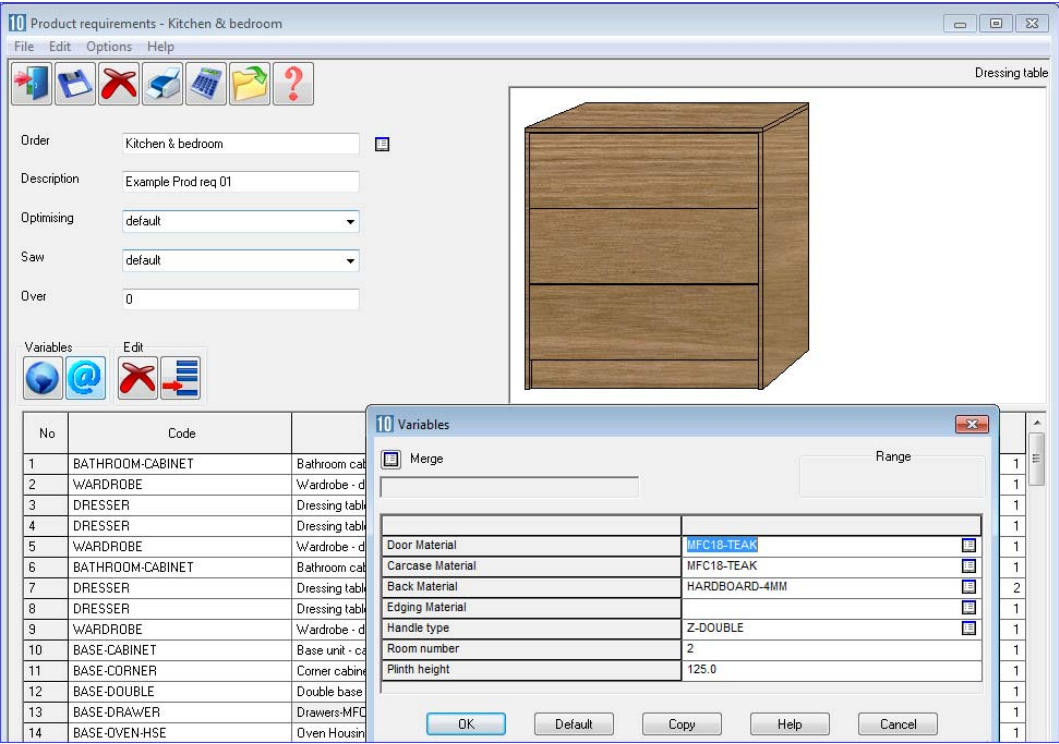 10 Product requirements - Kitchen & bedroom
File Edit Options Help
Dressing table
Order Kitchen & bedroom
Description Example Prod req 01
Optimising default
Saw default
Over 0
Variables Edit
No Code
1 BATHROOM-CABINET Bathroom cab 1
2 WARDROBE Wardrobe - d 1
3 DRESSER Dressing tabl 1
4 DRESSER Dressing tabl 1
5 WARDROBE Wardrobe - d 1
6 BATHROOM-CABINET Bathroom cab 1
7 DRESSER Dressing tabl 2
8 DRESSER Dressing tabl 1
9 WARDROBE Wardrobe - d 1
10 BASE-CABINET Base unit - ca 1
11 BASE-CORNER Corner cabine 1
12 BASE-DOUBLE Double base 1
13 BASE-DRAWER Drawers-MFC 1
14 BASE-OVEN-HSE Oven Housin 1
10 Variables
Merge Range
Door Material MFC18-TEAK
Carcase Material MFC18-TEAK
Back Material HARDBOARD-4MM
Edging Material
Handle type Z-DOUBLE
Room number 2
Plinth height 125.0
OK Default Copy Help Cancel